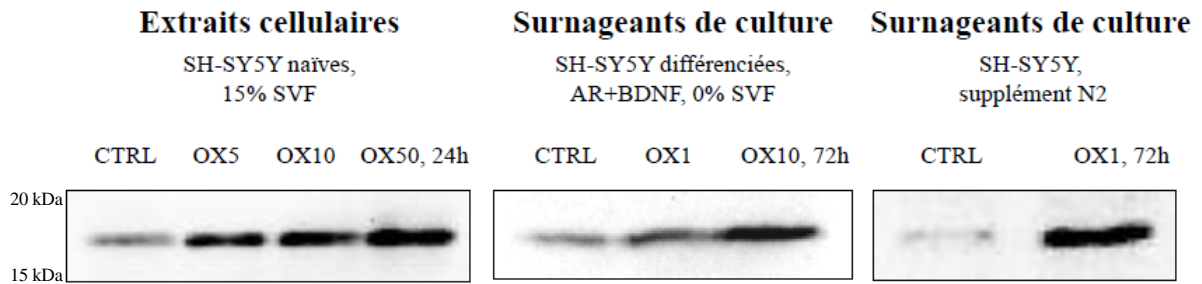 Extraits cellulaires
SH-SY5Y naïves,
15% SVF
CTRL OX5 OX10 OX50, 24h
20 kDa
15 kDa
Surnageants de culture
SH-SY5Y différenciées,
AR+BDNF, 0% SVF
CTRL OX1 OX10, 72h
Surnageants de culture
SH-SY5Y,
supplément N2
CTRL OX1, 72h